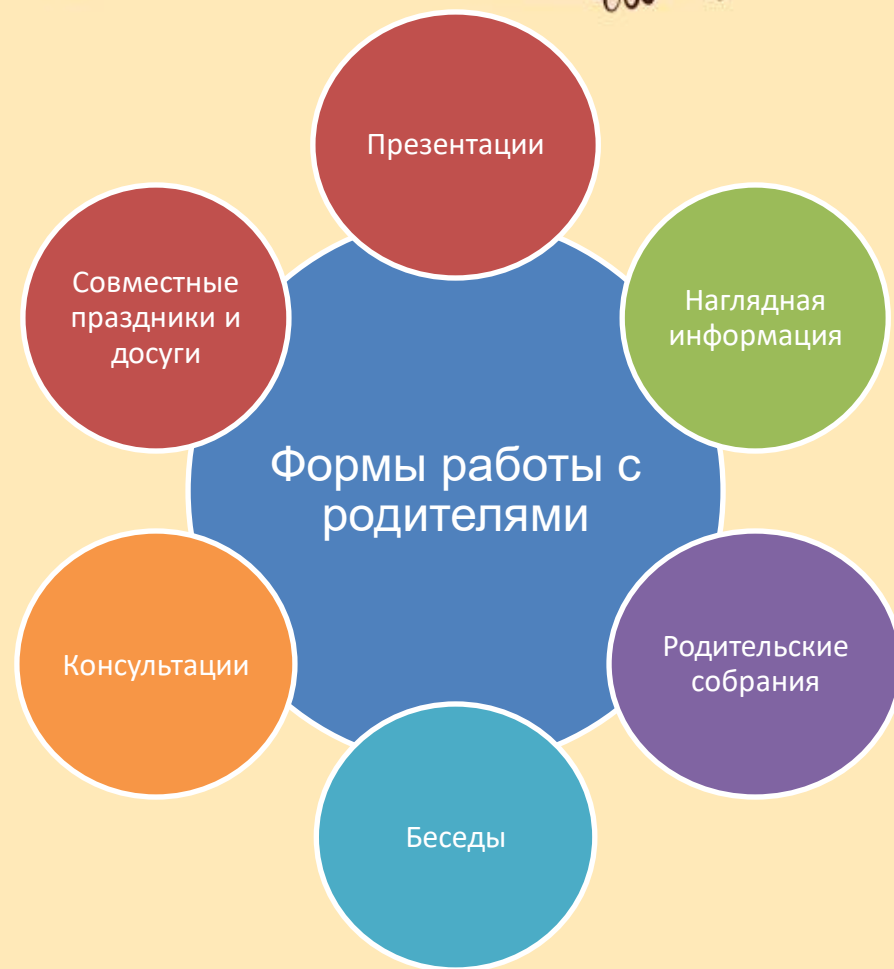 Презентации
Наглядная
информация
Родительские
собрания
Беседы
Консультации
Совместные
праздники и
досуги
Формы работы с
родителями